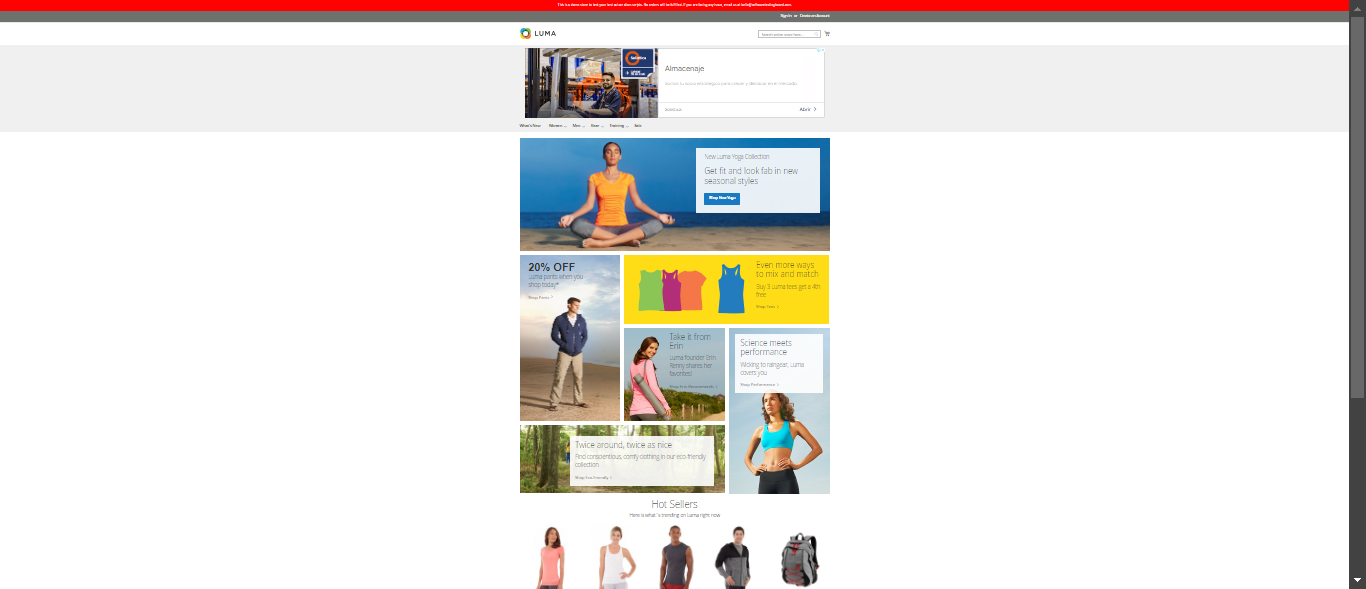 This is a demo store to test your test automation scripts. No orders will be fulfilled. If you are facing any issue, email us at
Sign In or Create an Account
LUMA
Search entire store here...
Almacenaje
Abrir
What's New Women Men Gear Training Sale
New Luma Yoga Collection
Get fit and look fab in new
seasonal styles
Shop New Yoga
20% OFF
Luma pants when you
shop today*
Shop Pants
Even more ways
to mix and match
Buy 3 Luma tees get a 4th
free
Shop Tees
Take it from
Erin
Luma founder Erin
Renny shares her
favorites!
Shop Erin Recommends
Science meets
performance
Wicking to raingear, Luma
covers you
Shop Performance
Twice around, twice as nice
Find conscientious, comfy clothing in our eco-friendly
collection
Shop Eco-Friendly
Hot Sellers
Here is what`s trending on Luma right now